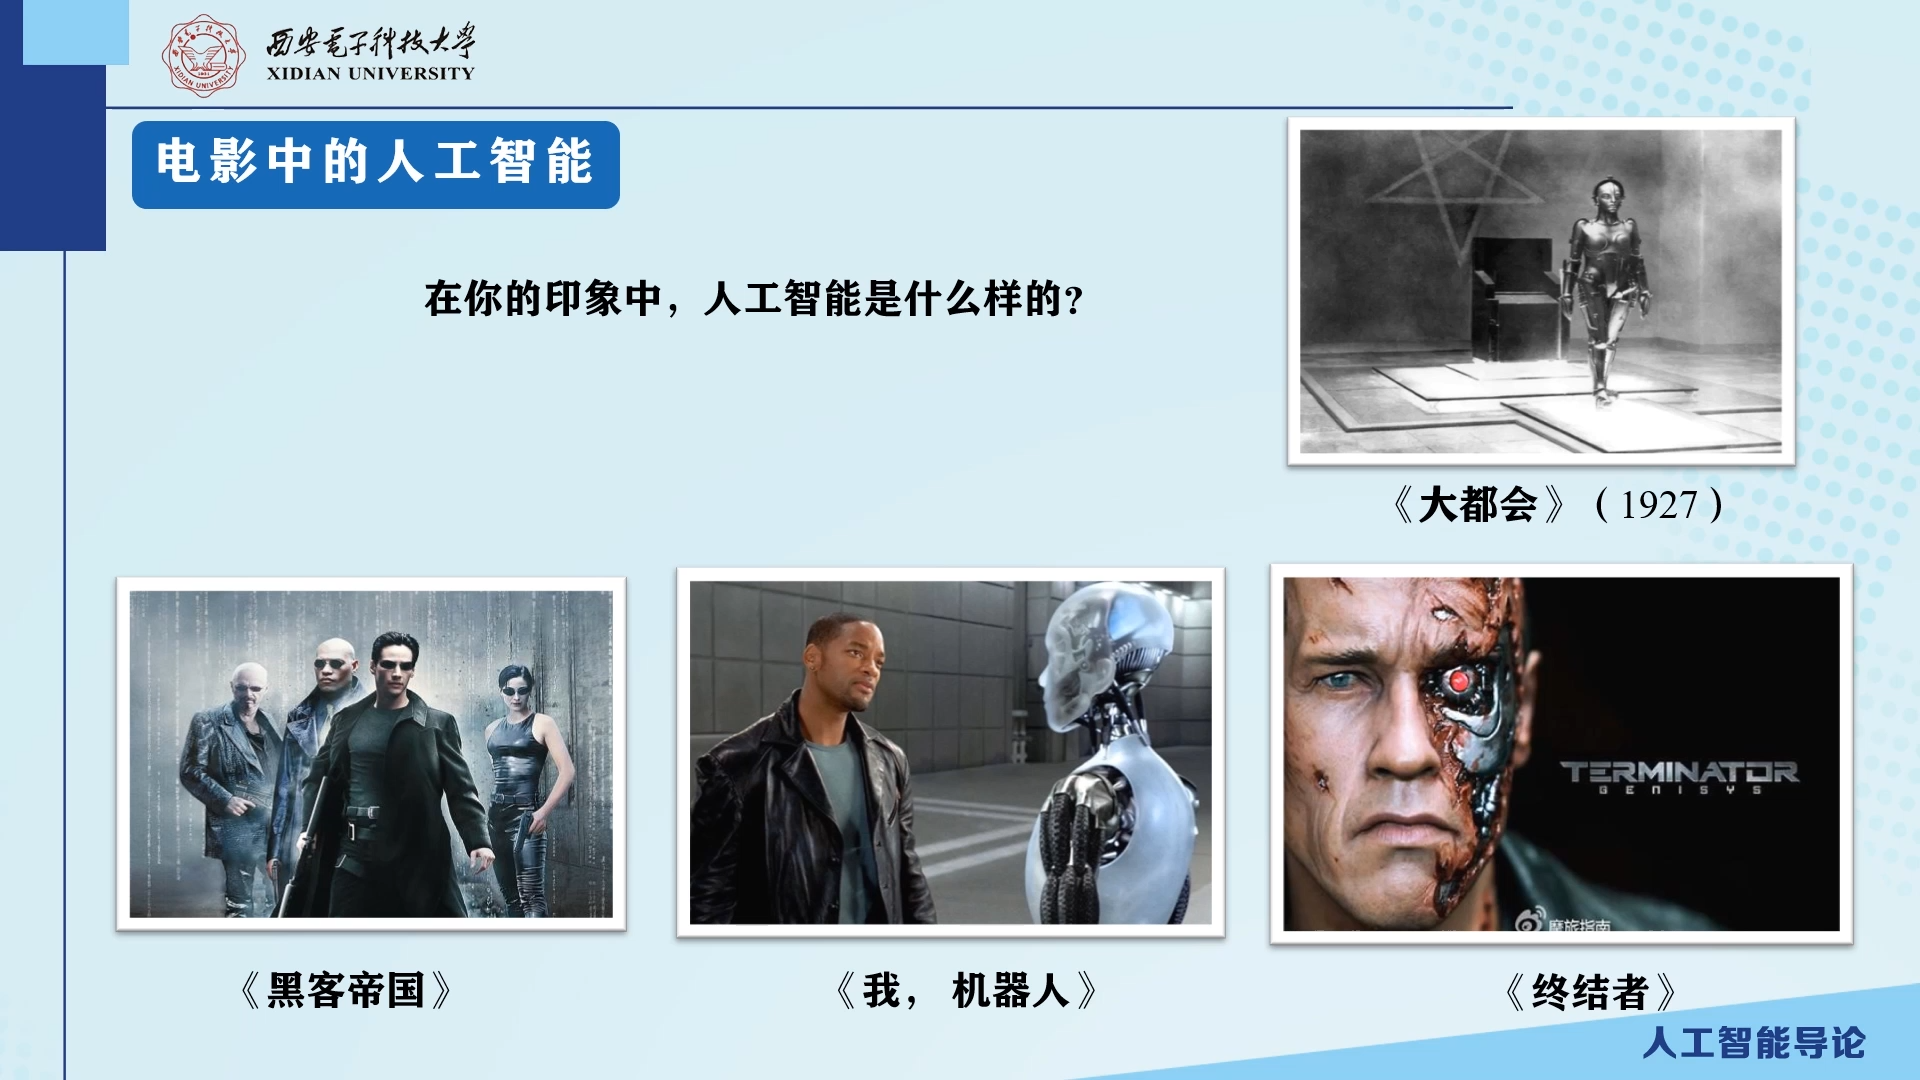 西安电子科技大学
XIDIAN UNIVERSITY
电影中的人工智能
在你的印象中，人工智能是什么样的?
《大都会》（1927）
TERMINATOR
GENISYS
《黑客帝国》
《我， 机器人》
《终结者》
人工智能导论